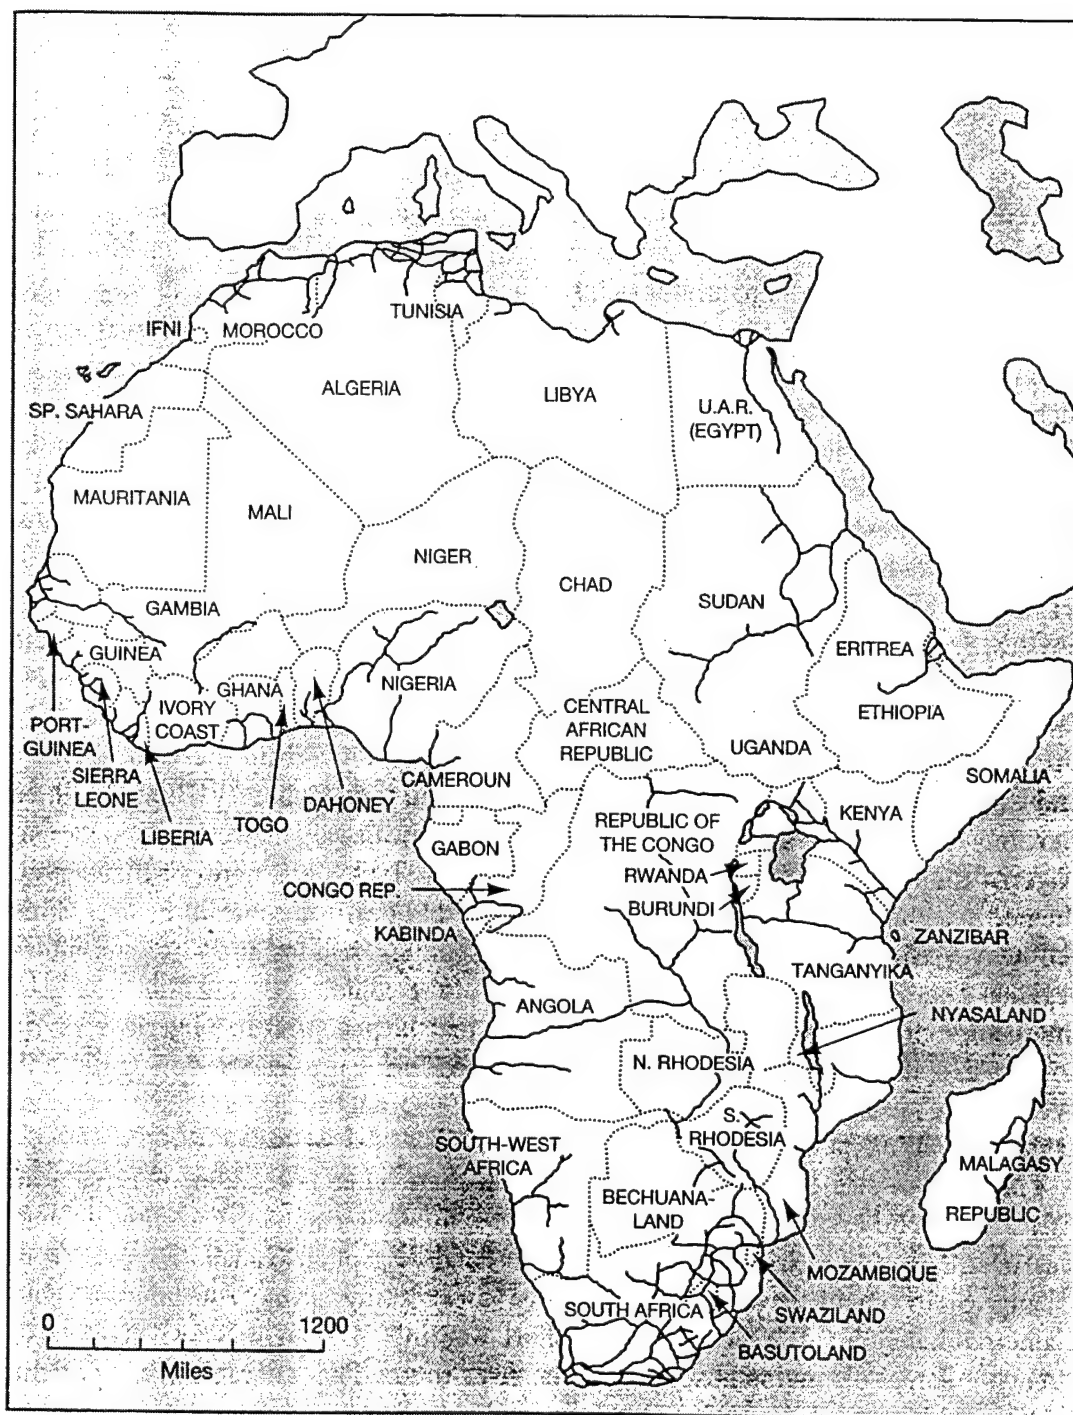 TUNISIA
IFNI
MOROCCO
ALGERIA
LIBYA
U.A.R.
(EGYPT)
SP. SAHARA
MAURITANIA
MALI
NIGER
CHAD
SUDAN
GAMBIA
ERITREA
GUINEA
NIGERIA
GHANA
IVORY
COAST
CENTRAL
AFRICAN
REPUBLIC
ETHIOPIA
PORT-
GUINEA
UGANDA
SIERRA
LEONE
CAMEROUN
SOMALIA
DAHONEY
TOGO
LIBERIA
KENYA
REPUBLIC OF
THE CONGO
GABON
RWANDA
CONGO REP.
BURUNDI
KABINDA
ZANZIBAR
TANGANYIKA
ANGOLA
NYASALAND
N. RHODESIA
S.
RHODESIA
SOUTH-WEST
AFRICA
MALAGASY
REPUBLIC
BECHUANA-
LAND
MOZAMBIQUE
SOUTH AFRICA
SWAZILAND
BASUTOLAND
0 1200
Miles